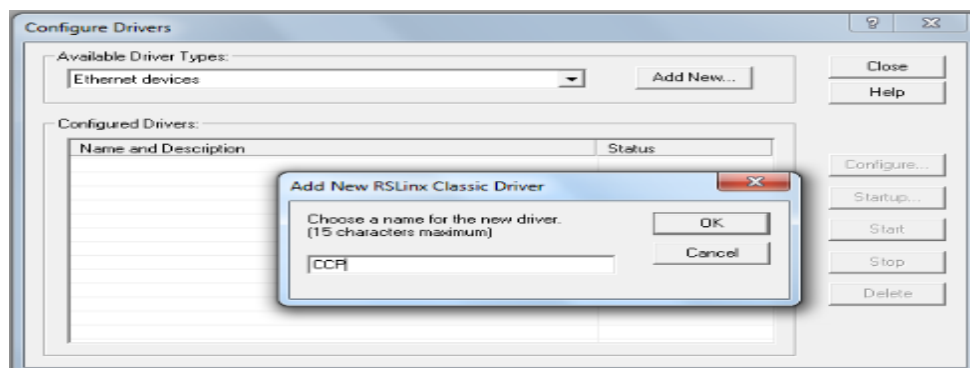 Configure Drivers
Available Driver Types:
Ethernet devices
Add New...
Close
Help
Configured Drivers:
Name and Description
Status
Configure...
Startup...
Start
Stop
Delete
Add New RSLinx Classic Driver
Choose a name for the new driver.
(15 characters maximum)
OK
Cancel